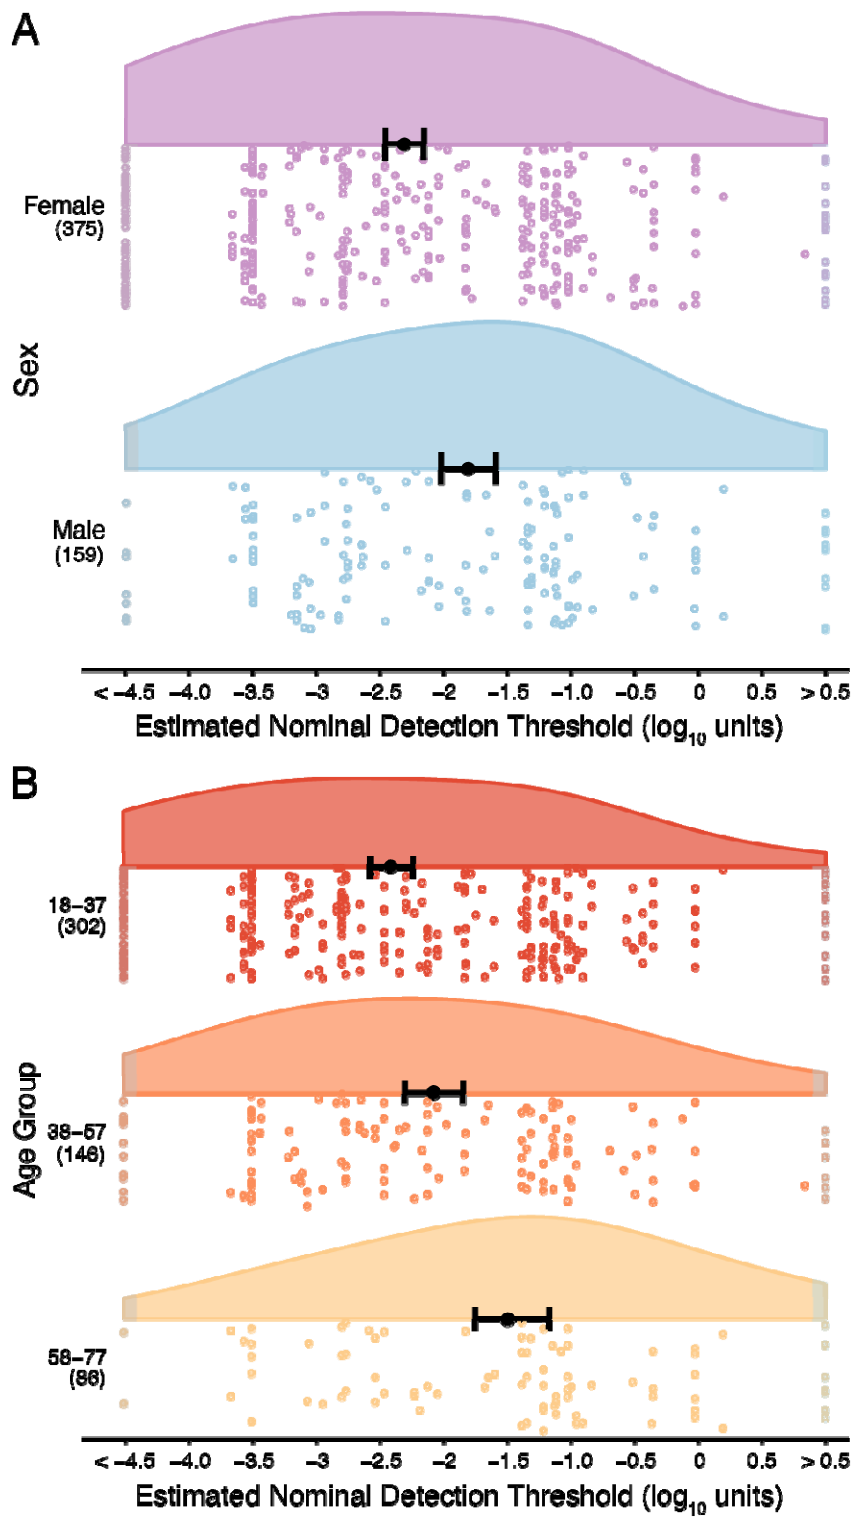 A
Female
(375)
Sex
Male
(159)
< −4.5 −4.0 −3.5 −3 −2.5 −2 −1.5 −1.0 −0.5 0 0.5 > 0.5
Estimated Nominal Detection Threshold (log10 units)
B
18−37
(302)
Age Group
38−57
(146)
58−77
(86)
< −4.5 −4.0 −3.5 −3 −2.5 −2 −1.5 −1.0 −0.5 0 0.5 > 0.5
Estimated Nominal Detection Threshold (log10 units)